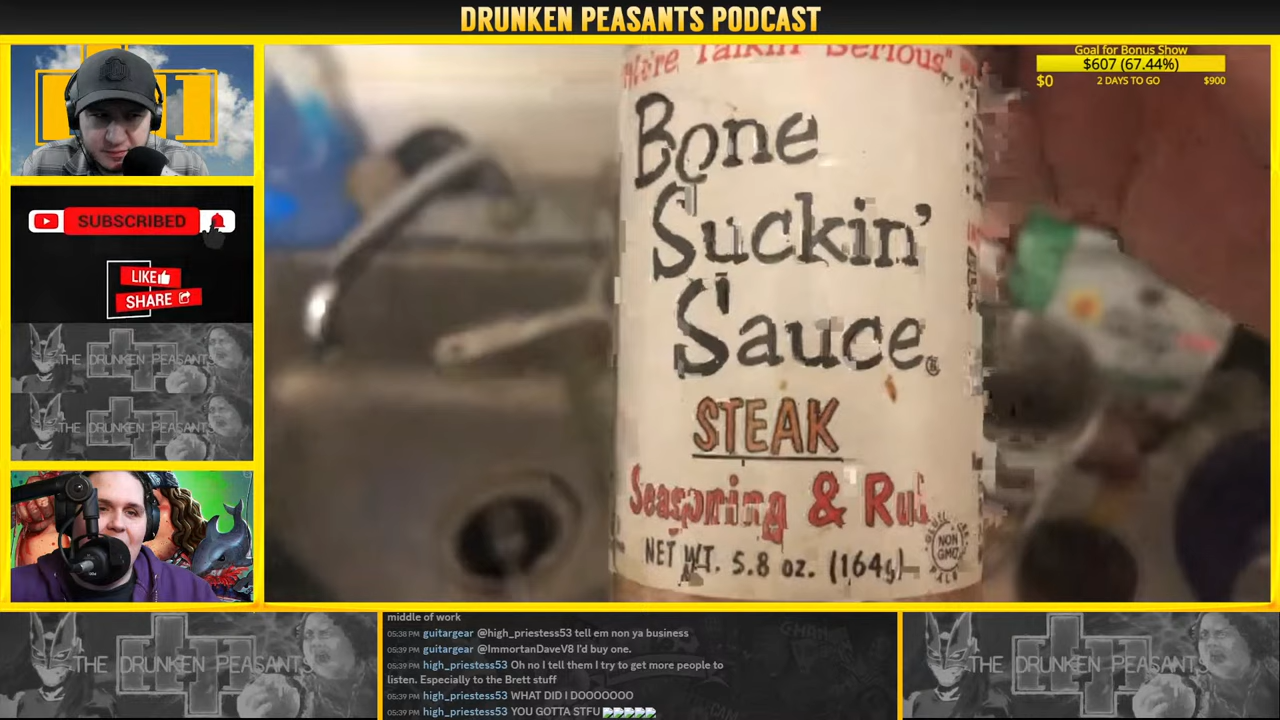 DRUNKEN PEASANTS PODCAST
Goal for Bonus Show
$607 (67.44%)
$0
2 DAYS TO GO
$900
We're Talkin' Serious"
Bone
Suckin'
Sauce®
STEAK
Seasoning & Rub
NET WT. 5.8 oz. (164g)
NON
GMO
SUBSCRIBED
LIKE
SHARE
THE DRUNKEN PEASANTS
THE DRUNKEN PEASANTS
middle of work
05:38 PM guitargear @high_priestess53 tell em non ya business
05:39 PM guitargear @ImmortanDaveV8 I'd buy one.
05:39 PM high_priestess53 Oh no I tell them I try to get more people to
listen. Especially to the Brett stuff
05:39 PM high_priestess53 WHAT DID I DOOOOOOO
05:39 PM high_priestess53 YOU GOTTA STFU
THE DRUNKEN PEASANTS
THE DRUNKEN PEASANTS